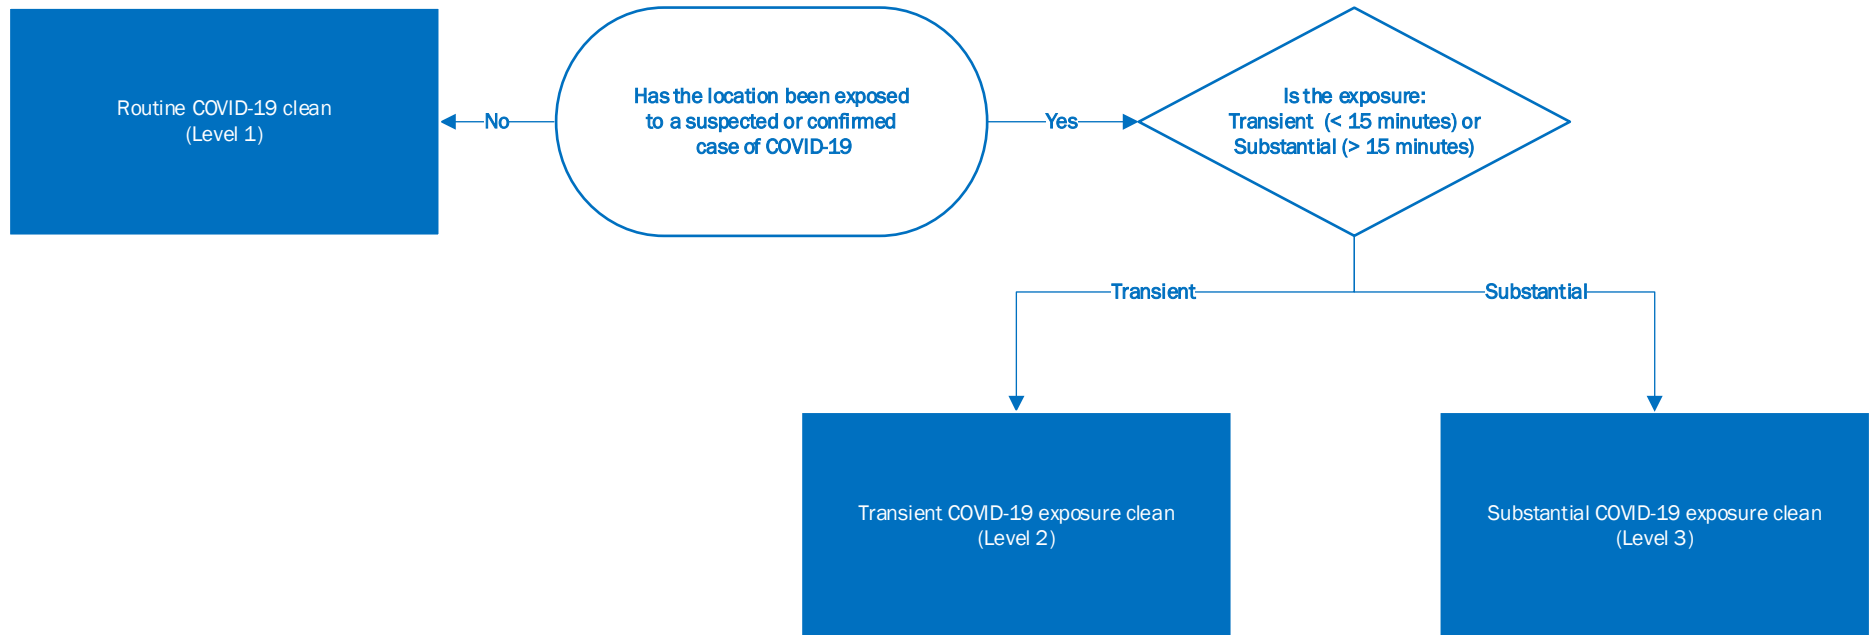 Routine COVID-19 clean
(Level 1)
No
Has the location been exposed
to a suspected or confirmed
case of COVID-19
Yes
Is the exposure:
Transient (< 15 minutes) or
Substantial (> 15 minutes)
Transient
Substantial
Transient COVID-19 exposure clean
(Level 2)
Substantial COVID-19 exposure clean
(Level 3)